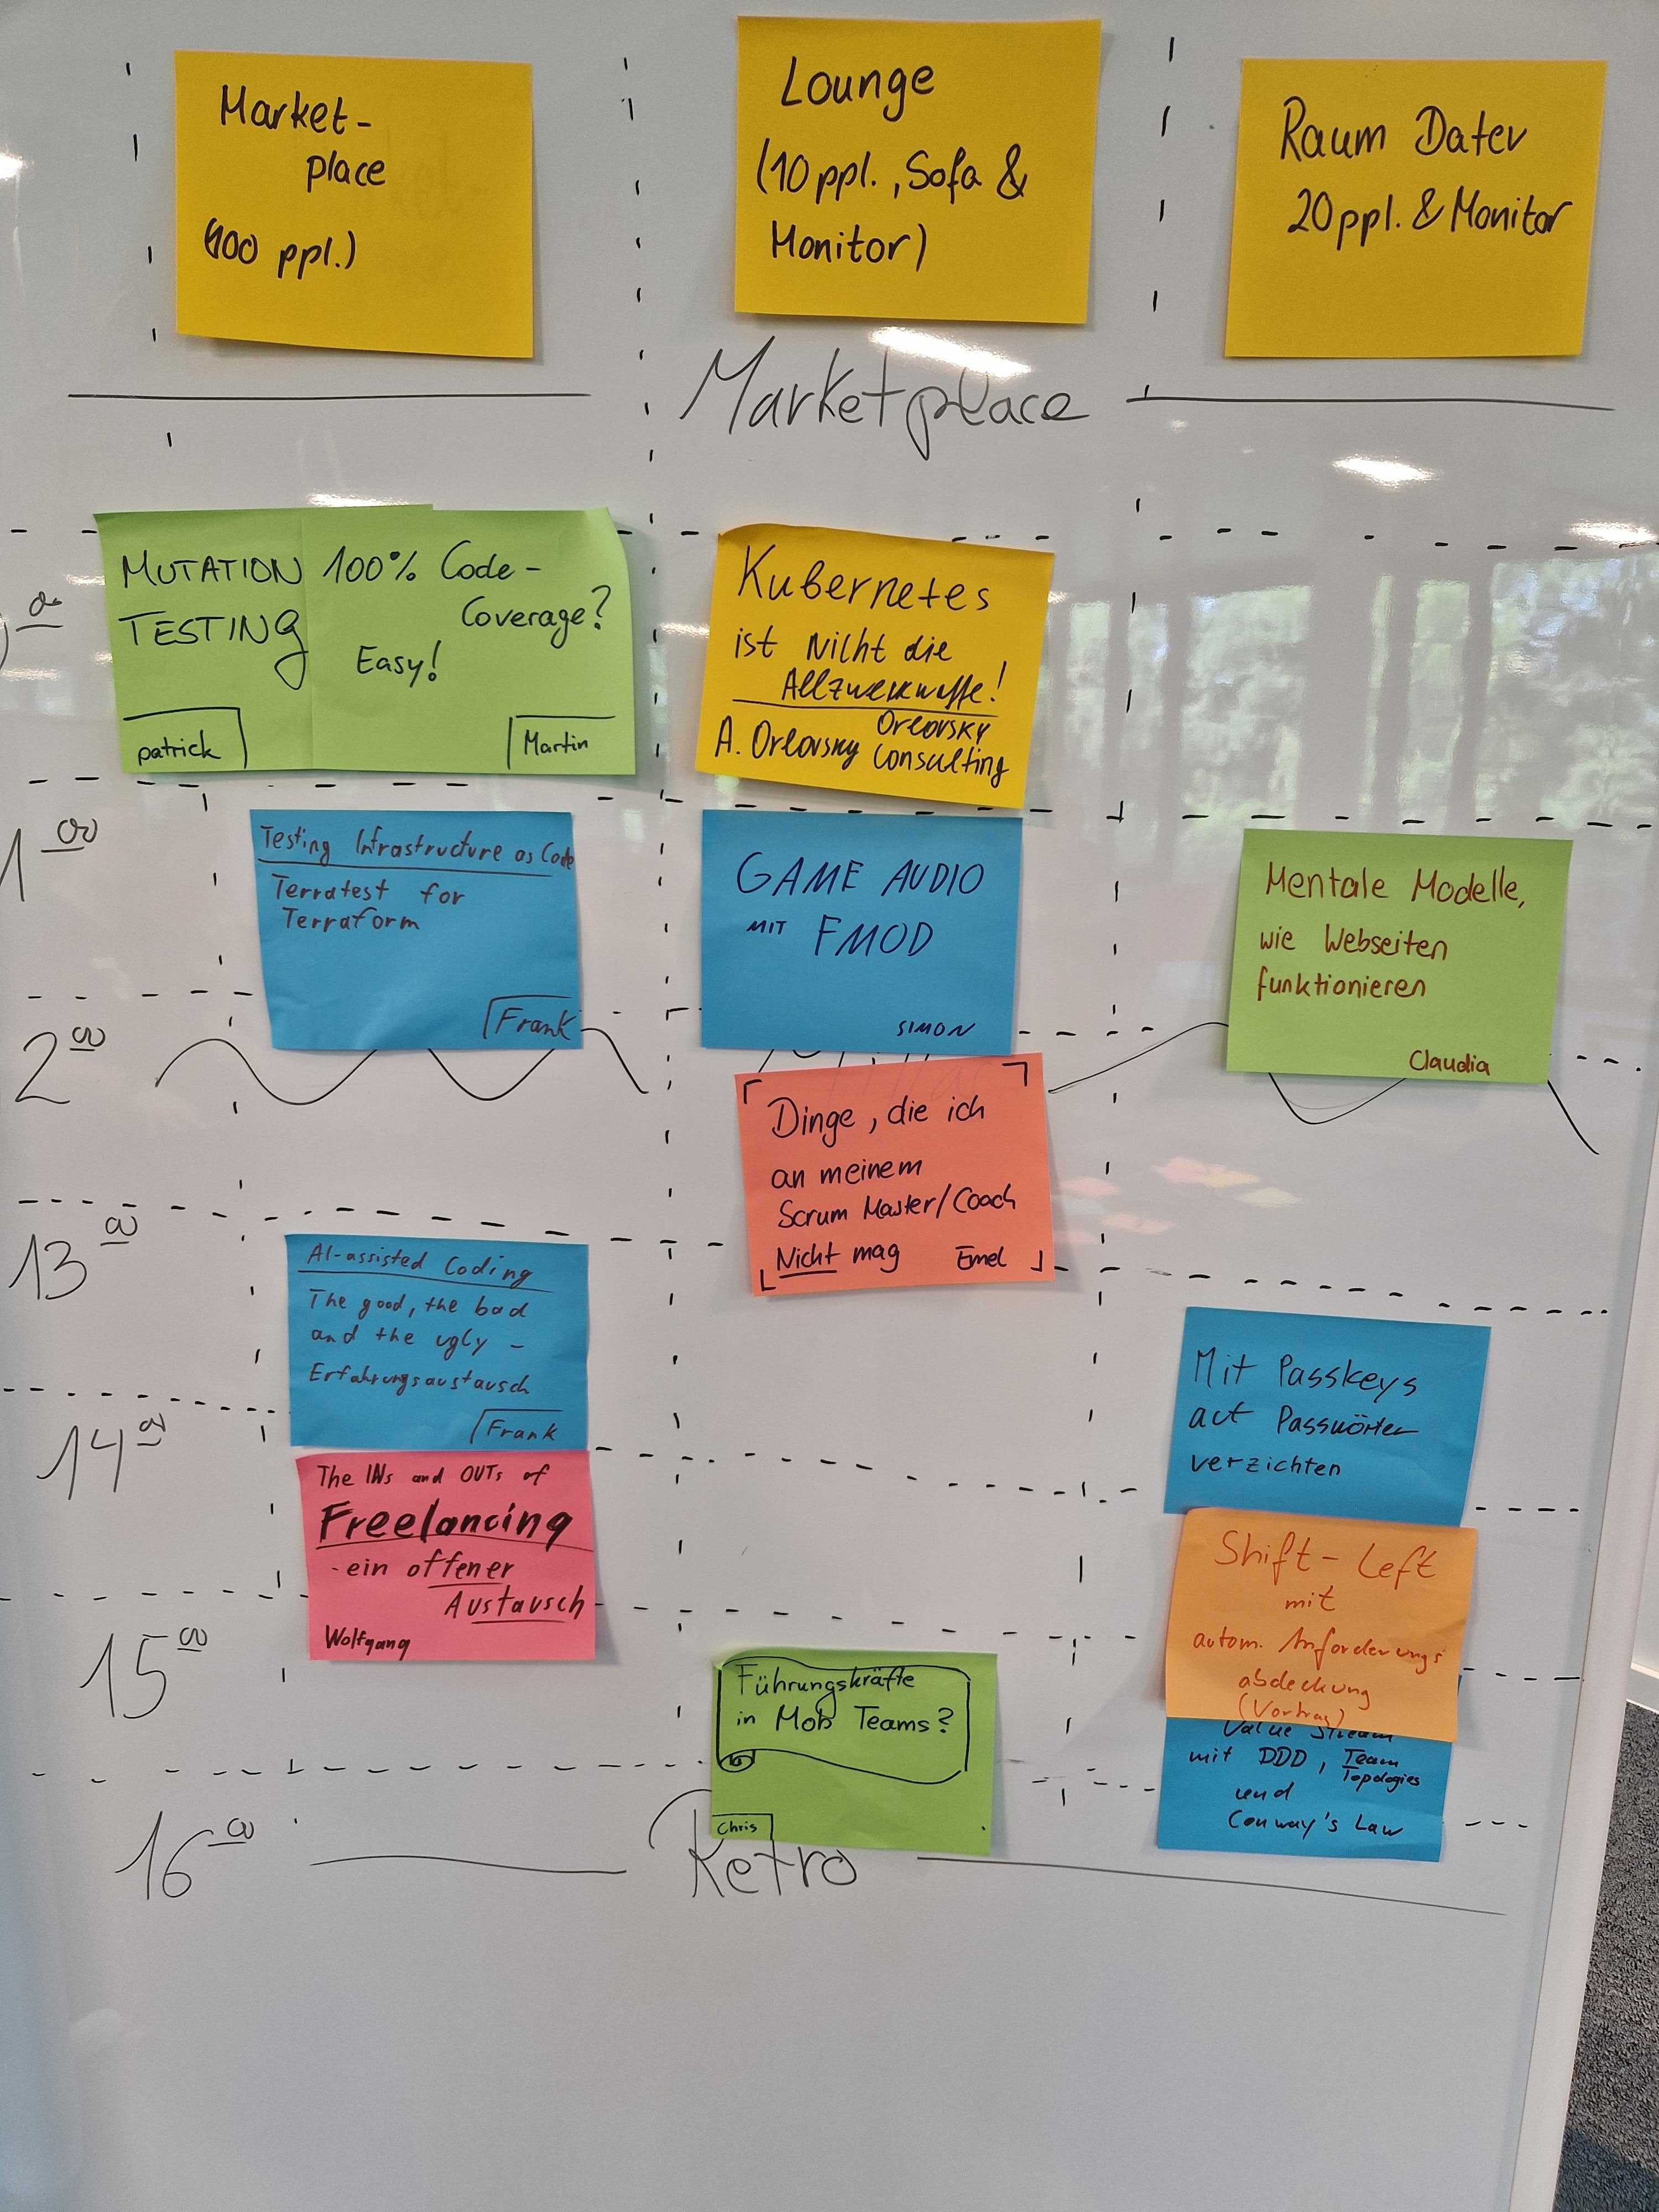 Market-
place
(100 ppl.)
Lounge
(10 ppl., Sofa &
Monitor)
Raum Datev
20 ppl. & Monitor
Marketplace
MUTATION
TESTING
patrick
100% Code-
Coverage?
Easy!
Martin
Kubernetes
ist Nicht die
Allzweckwaffe!
A. Orlovsky
Orlovsky
Consulting
1 00
Testing Infrastructure as Code
Terratest for
Terraform
Frank
GAME AUDIO
MIT FMOD
SIMON
Mentale Modelle,
wie Webseiten
funktionieren
Claudia
2 00
Dinge, die ich
an meinem
Scrum Master/Coach
Nicht mag Emel
13 00
AI-assisted Coding
The good, the bad
and the ugly -
Erfahrungsaustausch
Frank
Mit Passkeys
auf Passwörter
verzichten
14 00
The INs and OUTs of
Freelancing
- ein offener
Austausch
Wolfgang
Shift-Left
mit
autom. Anforderungs
abdeckung
(Vortrag)
15 00
Führungskräfte
in Mob Teams?
Chris
Value Stream
mit DDD, Team
Topologies
und
Conway's Law
16 00
Retro